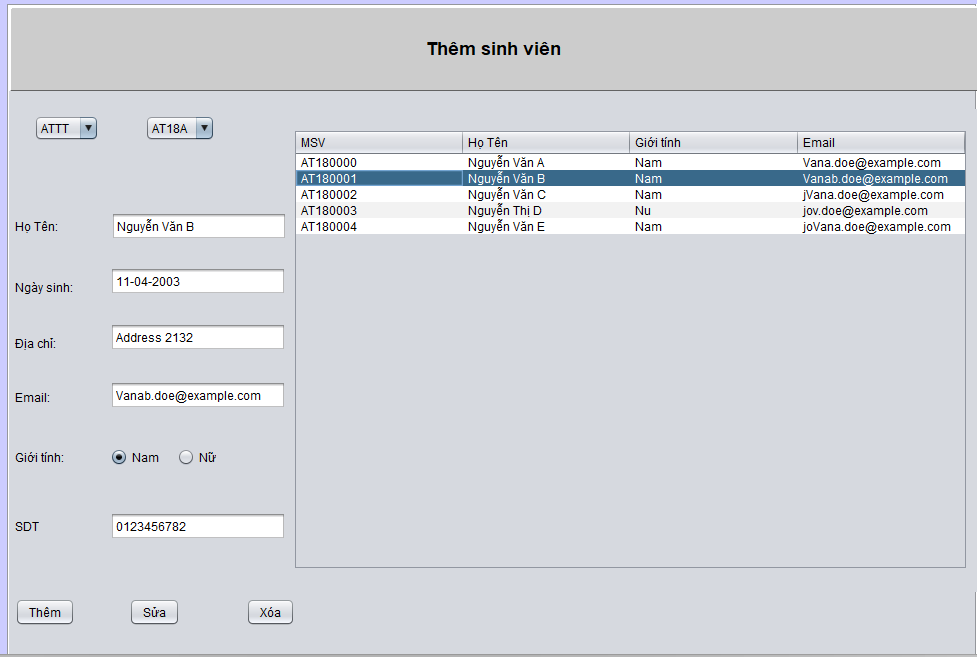 Thêm sinh viên
ATTT AT18A
MSV Họ Tên Giới tính Email
AT180000 Nguyễn Văn A Nam Vana.doe@example.com
AT180001 Nguyễn Văn B Nam Vanab.doe@example.com
AT180002 Nguyễn Văn C Nam jVana.doe@example.com
AT180003 Nguyễn Thị D Nu jov.doe@example.com
AT180004 Nguyễn Văn E Nam joVana.doe@example.com
Họ Tên: Nguyễn Văn B
Ngày sinh: 11-04-2003
Địa chỉ: Address 2132
Email: Vanab.doe@example.com
Giới tính: Nam Nữ
SDT 0123456782
Thêm Sửa Xóa